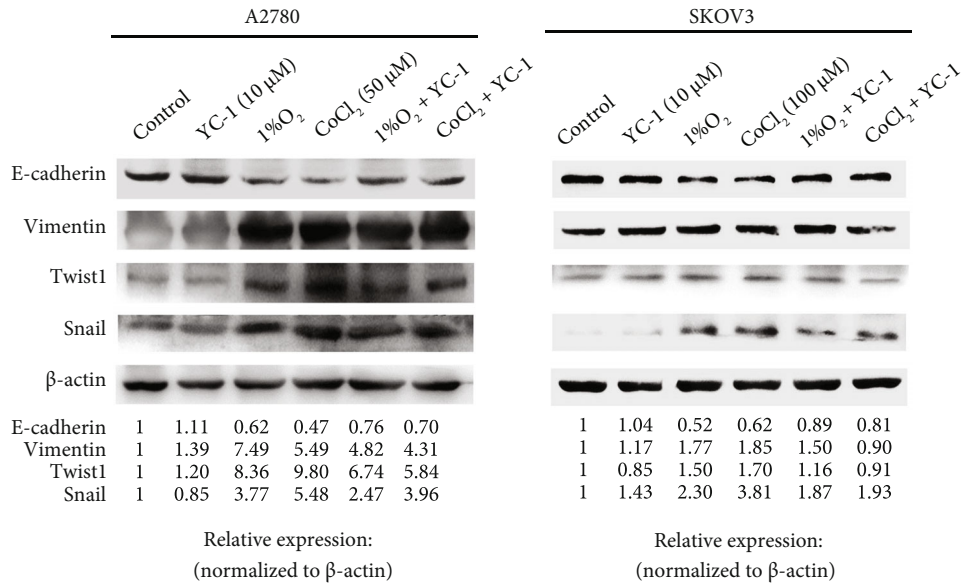 A2780
SKOV3
Control
YC-1 (10 μM)
1%O₂
CoCl₂ (50 μM)
1%O₂ + YC-1
CoCl₂ + YC-1
Control
YC-1 (10 μM)
1%O₂
CoCl₂ (100 μM)
1%O₂ + YC-1
CoCl₂ + YC-1
E-cadherin
Vimentin
Twist1
Snail
β-actin
E-cadherin 1 1.11 0.62 0.47 0.76 0.70
Vimentin 1 1.39 7.49 5.49 4.82 4.31
Twist1 1 1.20 8.36 9.80 6.74 5.84
Snail 1 0.85 3.77 5.48 2.47 3.96
1 1.04 0.52 0.62 0.89 0.81
1 1.17 1.77 1.85 1.50 0.90
1 0.85 1.50 1.70 1.16 0.91
1 1.43 2.30 3.81 1.87 1.93
Relative expression:
(normalized to β-actin)
Relative expression:
(normalized to β-actin)